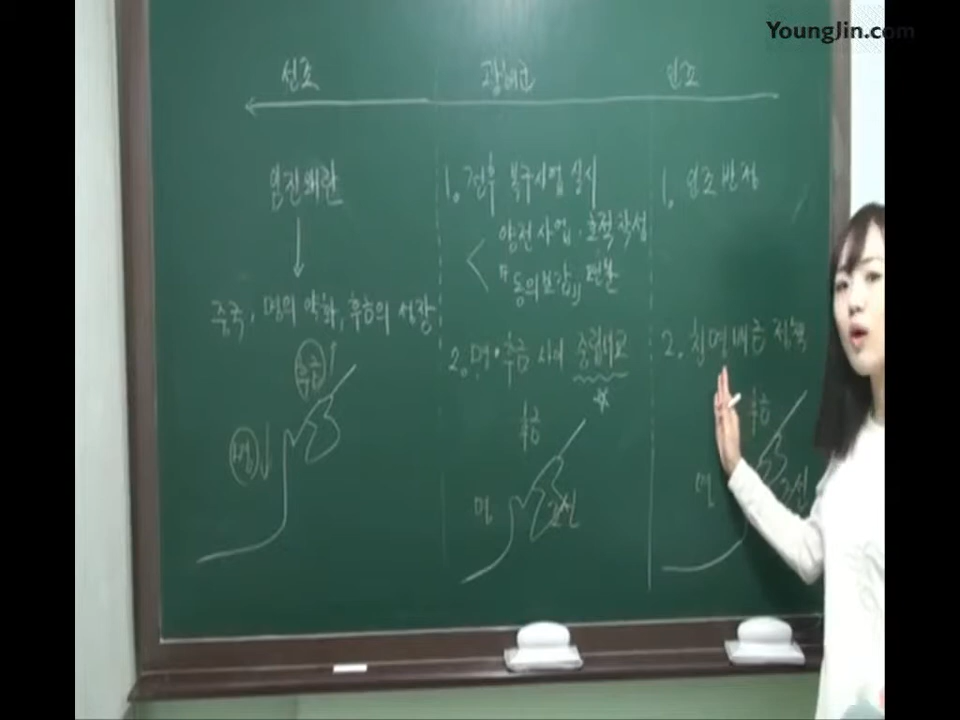 YoungJin.com
선조
광해군
인조
임진왜란
중국, 명의 약화, 후금의 성장
후금
명
1. 전후 복구사업 실시
양전사업 · 호적작성
『동의보감』 편찬
2. 명·후금 사이 중립외교
후금
명
조선
1. 인조반정
2. 친명배금 정책
후금
명
조선